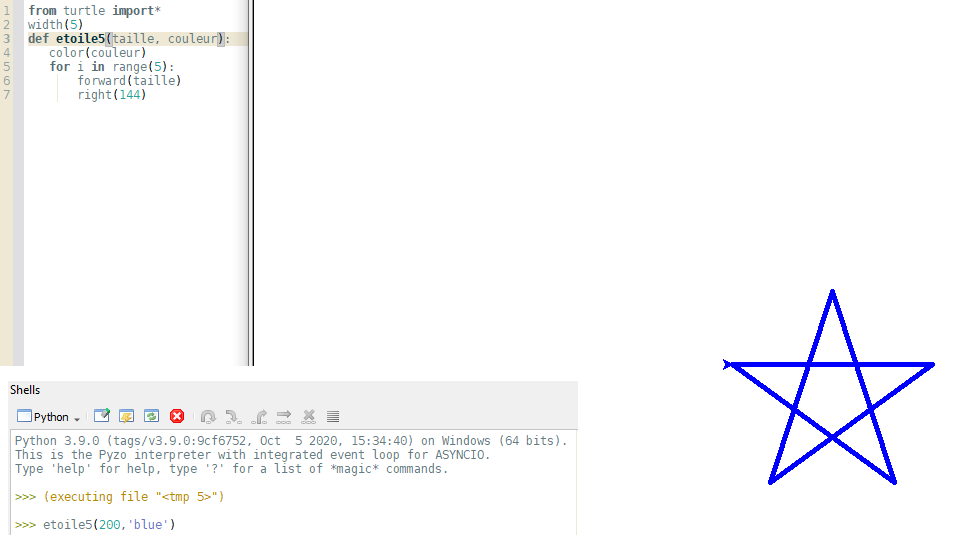 1 from turtle import*
2 width(5)
3 def etoile5(taille, couleur):
4    color(couleur)
5    for i in range(5):
6        forward(taille)
7        right(144)
Shells
Python
Python 3.9.0 (tags/v3.9.0:9cf6752, Oct  5 2020, 15:34:40) on Windows (64 bits).
This is the Pyzo interpreter with integrated event loop for ASYNCIO.
Type 'help' for help, type '?' for a list of *magic* commands.
>>> (executing file "<tmp 5>")
>>> etoile5(200,'blue')